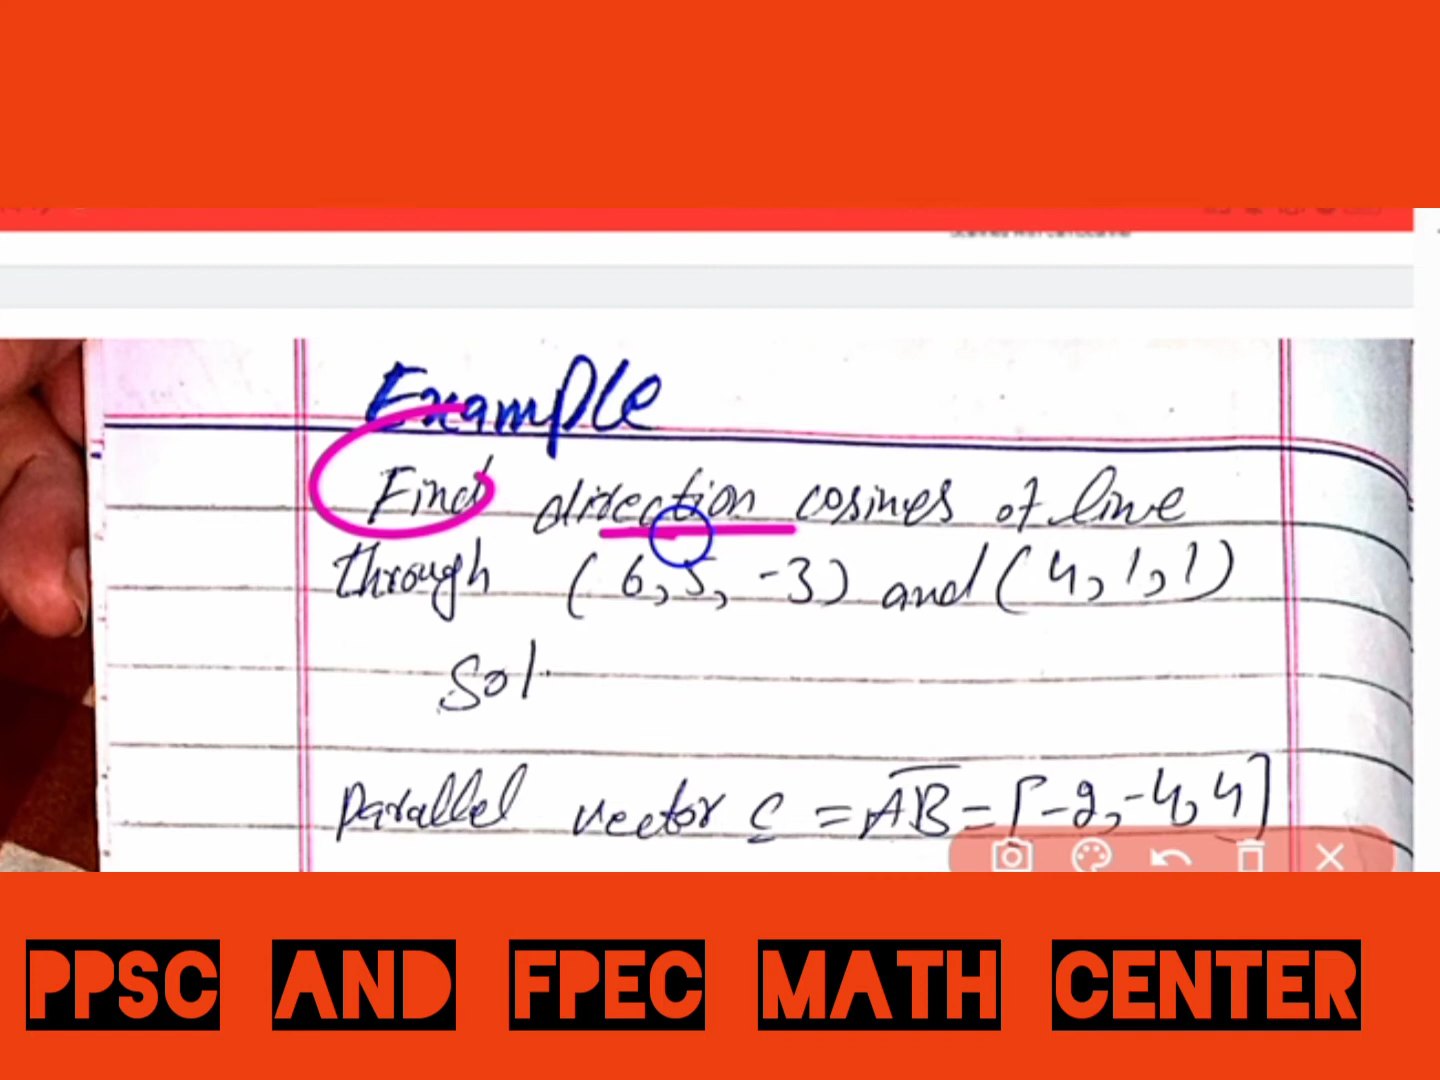 Example
Find direction cosines of line
through (6,5,-3) and (4,1,1)
Sol.
Parallel vector c = AB = [-2,-4,4]
PPSC AND FPEC MATH CENTER